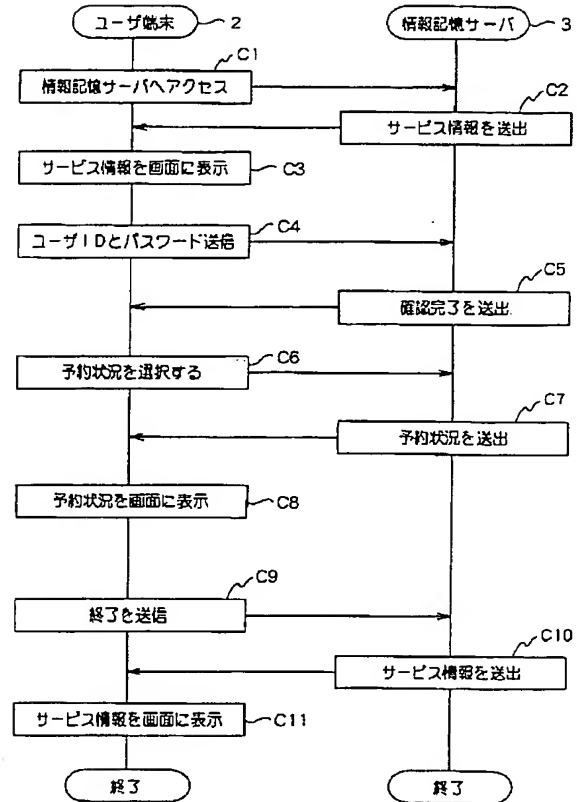 ユーザ端末 2
情報記憶サーバ 3
C1
情報記憶サーバへアクセス
C2
サービス情報を送出
サービス情報を画面に表示 C3
C4
ユーザIDとパスワード送信
C5
確認完了を送出
C6
予約状況を選択する
C7
予約状況を送出
予約状況を画面に表示 C8
C9
終了を送信
C10
サービス情報を送出
サービス情報を画面に表示 C11
終了
終了